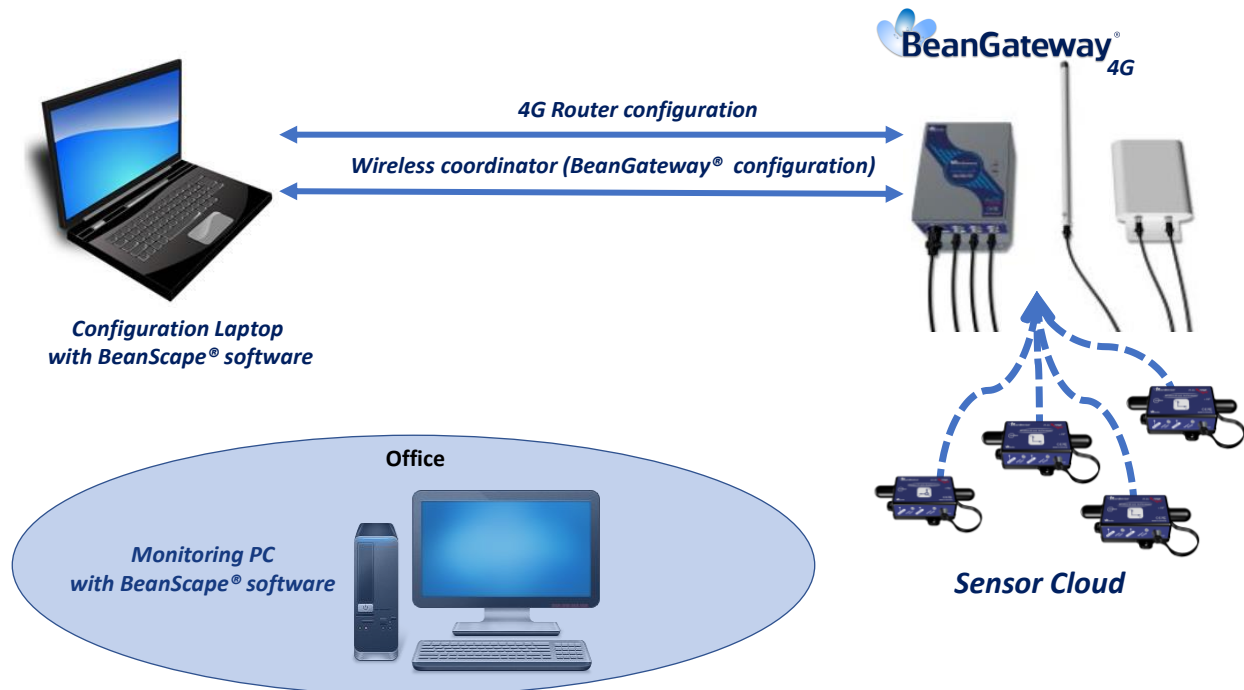 BeanGateway®
4G
4G Router configuration
Wireless coordinator (BeanGateway® configuration)
Configuration Laptop
with BeanScape® software
Office
Monitoring PC
with BeanScape® software
Sensor Cloud